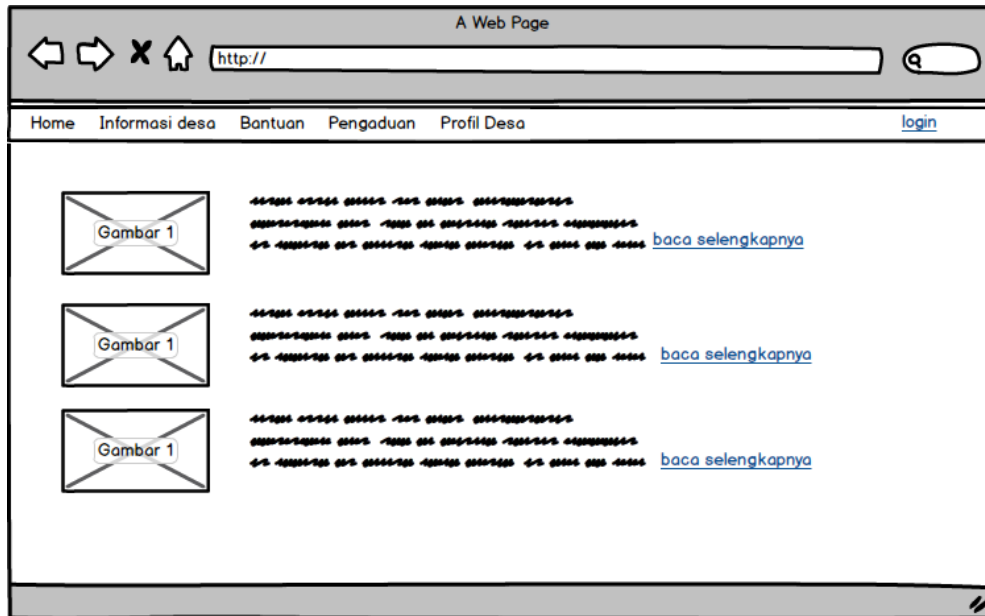 A Web Page
http://
Home Informasi desa Bantuan Pengaduan Profil Desa login
Gambar 1
baca selengkapnya
Gambar 1
baca selengkapnya
Gambar 1
baca selengkapnya